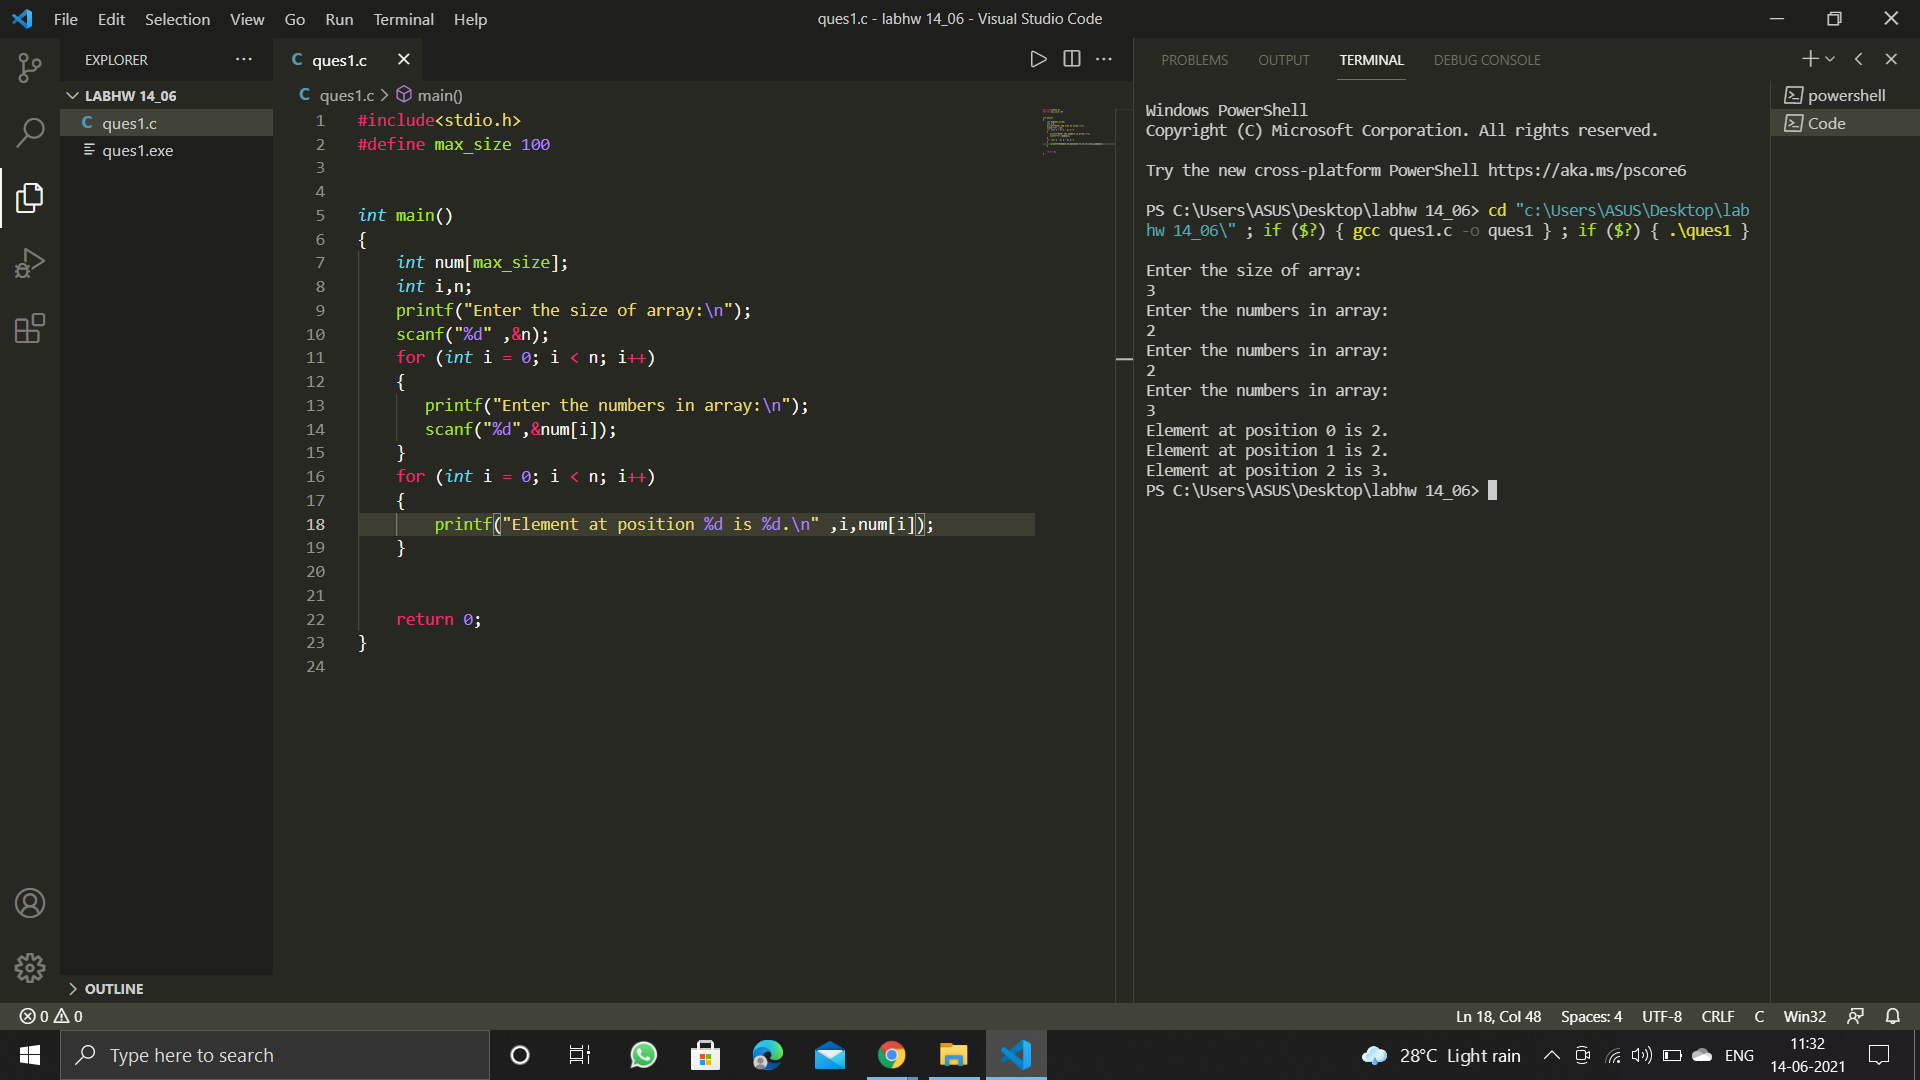 File Edit Selection View Go Run Terminal Help
ques1.c - labhw 14_06 - Visual Studio Code
EXPLORER
LABHW 14_06
C ques1.c
ques1.exe
OUTLINE
C ques1.c
C ques1.c > main()
1 #include<stdio.h>
2 #define max_size 100
3
4
5 int main()
6 {
7 int num[max_size];
8 int i,n;
9 printf("Enter the size of array:\n");
10 scanf("%d" ,&n);
11 for (int i = 0; i < n; i++)
12 {
13 printf("Enter the numbers in array:\n");
14 scanf("%d",&num[i]);
15 }
16 for (int i = 0; i < n; i++)
17 {
18 printf("Element at position %d is %d.\n" ,i,num[i]);
19 }
20
21
22 return 0;
23 }
24
PROBLEMS OUTPUT TERMINAL DEBUG CONSOLE
Windows PowerShell
Copyright (C) Microsoft Corporation. All rights reserved.
Try the new cross-platform PowerShell https://aka.ms/pscore6
PS C:\Users\ASUS\Desktop\labhw 14_06> cd "c:\Users\ASUS\Desktop\lab
hw 14_06\" ; if ($?) { gcc ques1.c -o ques1 } ; if ($?) { .\ques1 }
Enter the size of array:
3
Enter the numbers in array:
2
Enter the numbers in array:
2
Enter the numbers in array:
3
Element at position 0 is 2.
Element at position 1 is 2.
Element at position 2 is 3.
PS C:\Users\ASUS\Desktop\labhw 14_06>
powershell
Code
0 0
Ln 18, Col 48 Spaces: 4 UTF-8 CRLF C Win32
Type here to search
28°C Light rain
ENG
11:32
14-06-2021